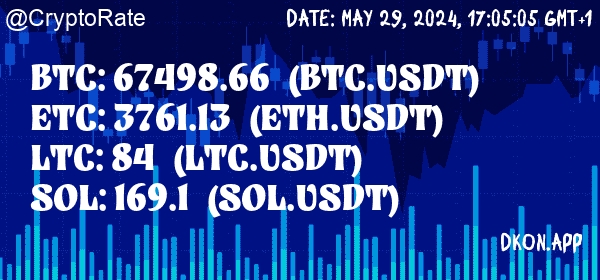 @CryptoRate
DATE: MAY 29, 2024, 17:05:05 GMT+1
BTC: 67498.66 (BTC.USDT)
ETC: 3761.13 (ETH.USDT)
LTC: 84 (LTC.USDT)
SOL: 169.1 (SOL.USDT)
DKON.APP